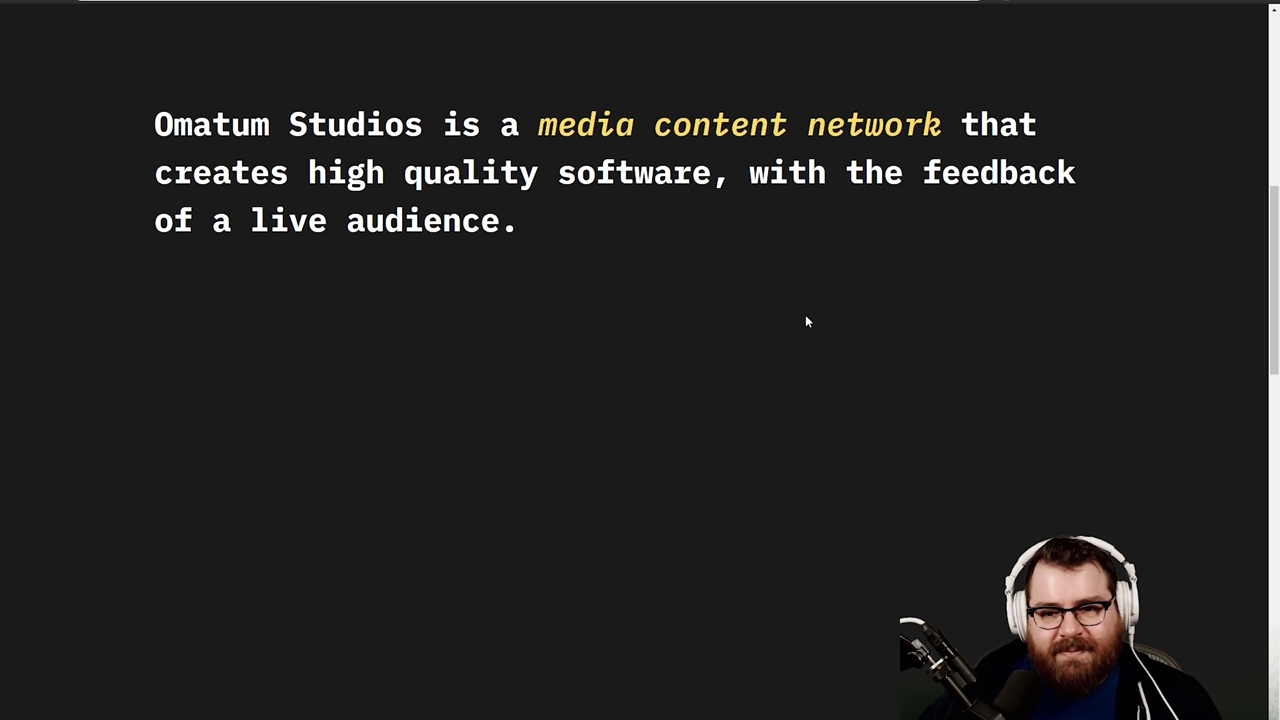 Omatum Studios is a media content network that
creates high quality software, with the feedback
of a live audience.